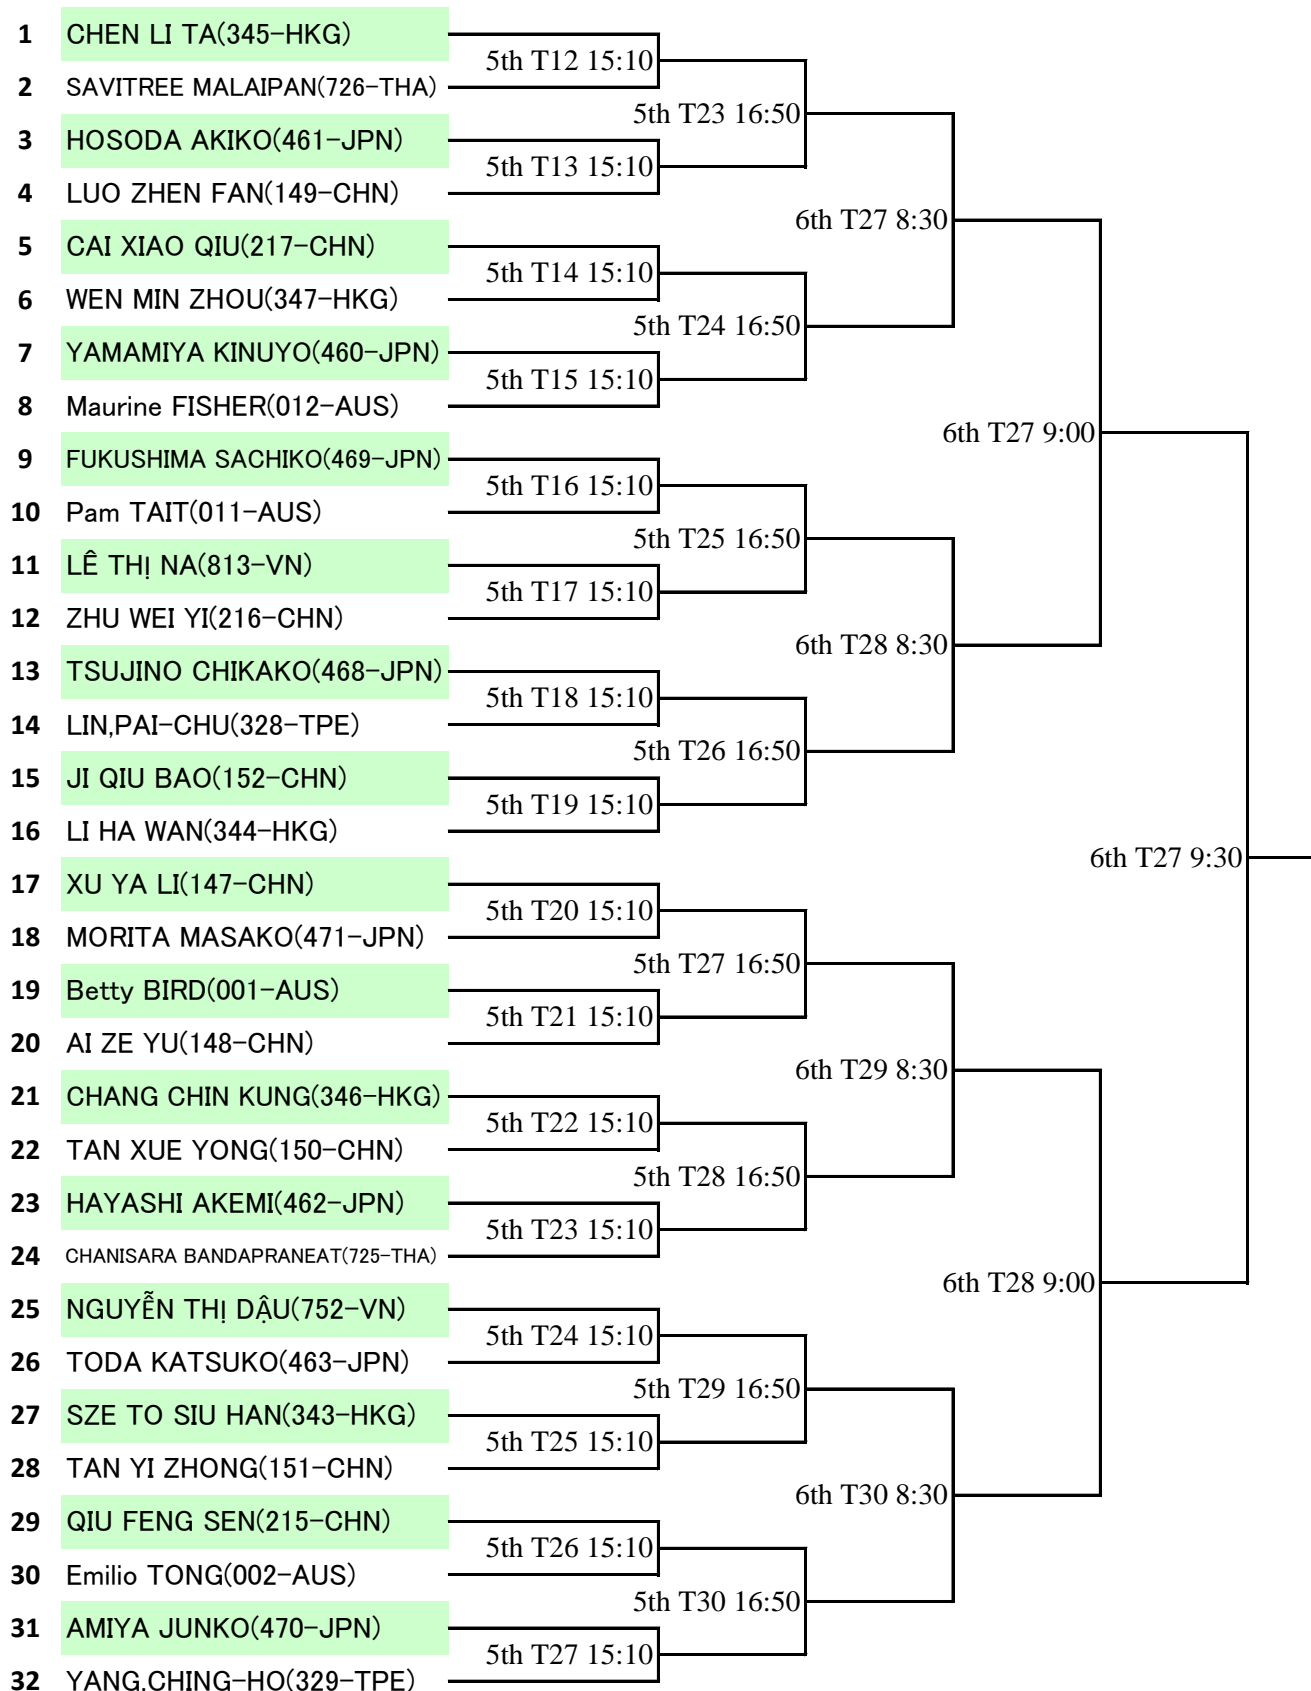 1 CHEN LI TA(345-HKG)
5th T12 15:10
2 SAVITREE MALAIPAN(726-THA)
5th T23 16:50
3 HOSODA AKIKO(461-JPN)
5th T13 15:10
4 LUO ZHEN FAN(149-CHN)
6th T27 8:30
5 CAI XIAO QIU(217-CHN)
5th T14 15:10
6 WEN MIN ZHOU(347-HKG)
5th T24 16:50
7 YAMAMIYA KINUYO(460-JPN)
5th T15 15:10
8 Maurine FISHER(012-AUS)
6th T27 9:00
9 FUKUSHIMA SACHIKO(469-JPN)
5th T16 15:10
10 Pam TAIT(011-AUS)
5th T25 16:50
11 LÊ THỊ NA(813-VN)
5th T17 15:10
12 ZHU WEI YI(216-CHN)
6th T28 8:30
13 TSUJINO CHIKAKO(468-JPN)
5th T18 15:10
14 LIN,PAI-CHU(328-TPE)
5th T26 16:50
15 JI QIU BAO(152-CHN)
5th T19 15:10
16 LI HA WAN(344-HKG)
6th T27 9:30
17 XU YA LI(147-CHN)
5th T20 15:10
18 MORITA MASAKO(471-JPN)
5th T27 16:50
19 Betty BIRD(001-AUS)
5th T21 15:10
20 AI ZE YU(148-CHN)
6th T29 8:30
21 CHANG CHIN KUNG(346-HKG)
5th T22 15:10
22 TAN XUE YONG(150-CHN)
5th T28 16:50
23 HAYASHI AKEMI(462-JPN)
5th T23 15:10
24 CHANISARA BANDAPRANEAT(725-THA)
6th T28 9:00
25 NGUYỄN THỊ DẬU(752-VN)
5th T24 15:10
26 TODA KATSUKO(463-JPN)
5th T29 16:50
27 SZE TO SIU HAN(343-HKG)
5th T25 15:10
28 TAN YI ZHONG(151-CHN)
6th T30 8:30
29 QIU FENG SEN(215-CHN)
5th T26 15:10
30 Emilio TONG(002-AUS)
5th T30 16:50
31 AMIYA JUNKO(470-JPN)
5th T27 15:10
32 YANG,CHING-HO(329-TPE)